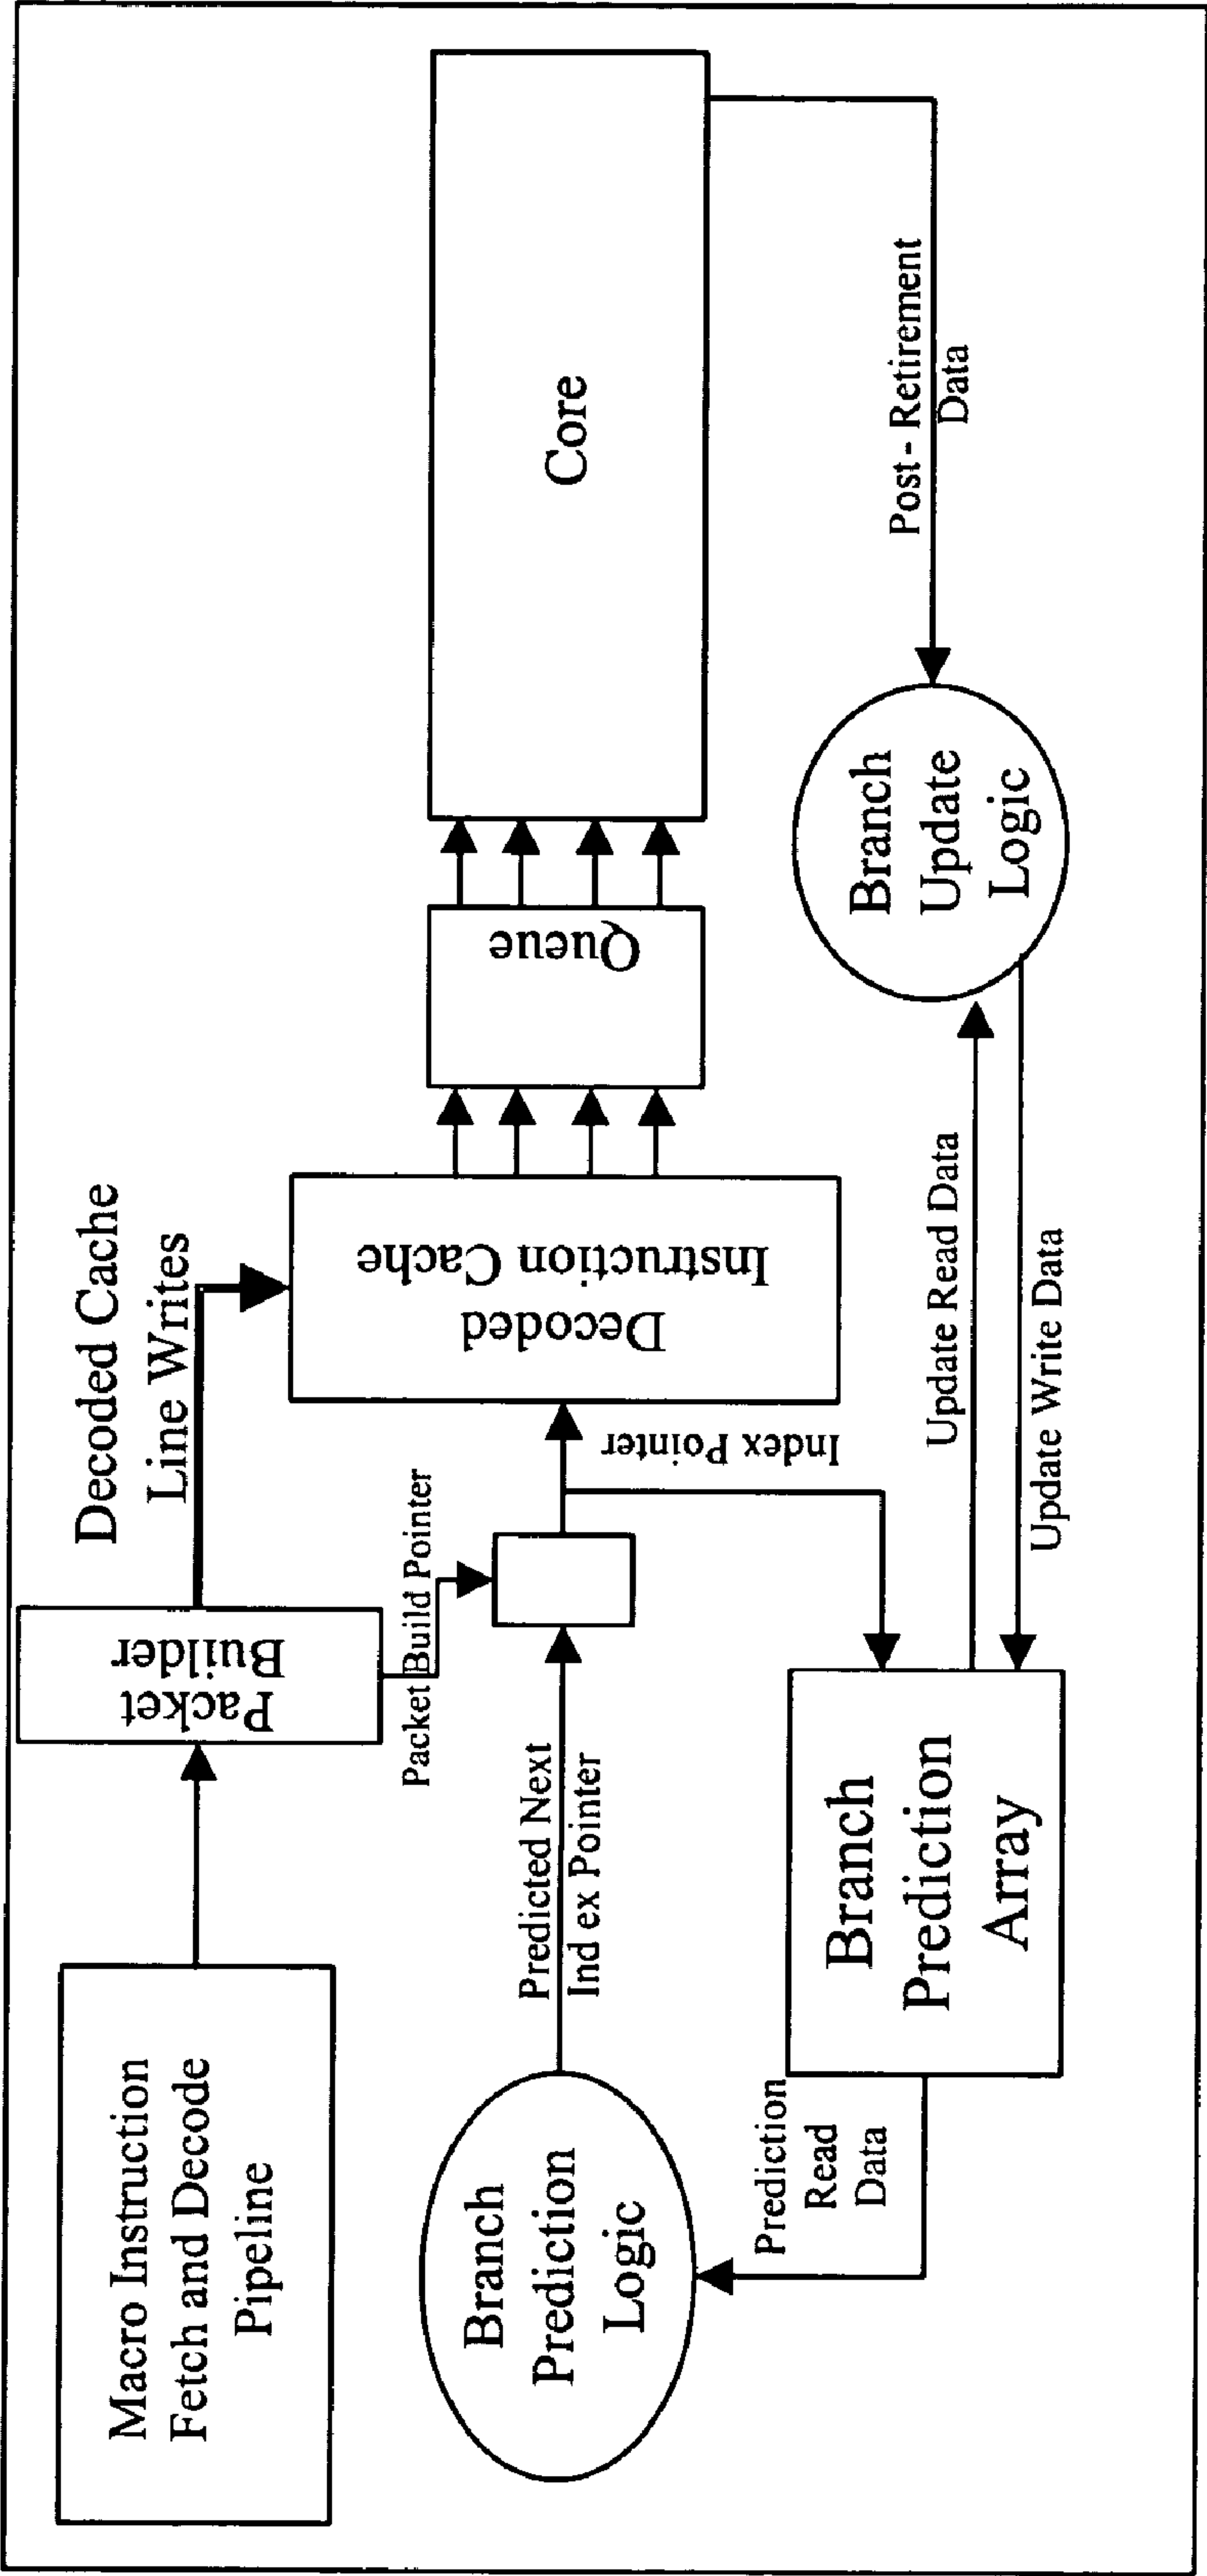 Macro Instruction
Fetch and Decode
Pipeline
Packet
Builder
Decoded Cache
Line Writes
Packet Build Pointer
Branch
Prediction
Logic
Predicted Next
Ind ex Pointer
Index Pointer
Decoded
Instruction Cache
Queue
Core
Prediction
Read
Data
Branch
Prediction
Array
Update Read Data
Update Write Data
Branch
Update
Logic
Post - Retirement
Data